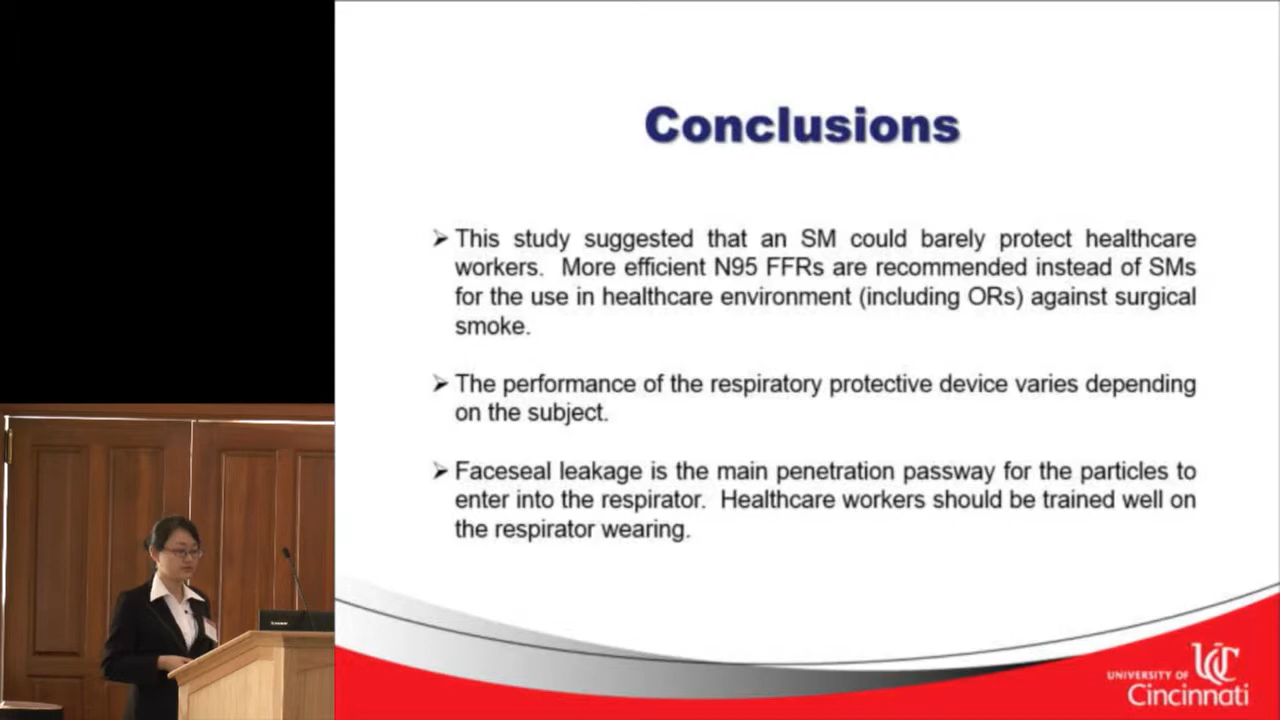 Conclusions
➢ This study suggested that an SM could barely protect healthcare
workers. More efficient N95 FFRs are recommended instead of SMs
for the use in healthcare environment (including ORs) against surgical
smoke.
➢ The performance of the respiratory protective device varies depending
on the subject.
➢ Faceseal leakage is the main penetration passway for the particles to
enter into the respirator. Healthcare workers should be trained well on
the respirator wearing.
UC
UNIVERSITY OF
Cincinnati